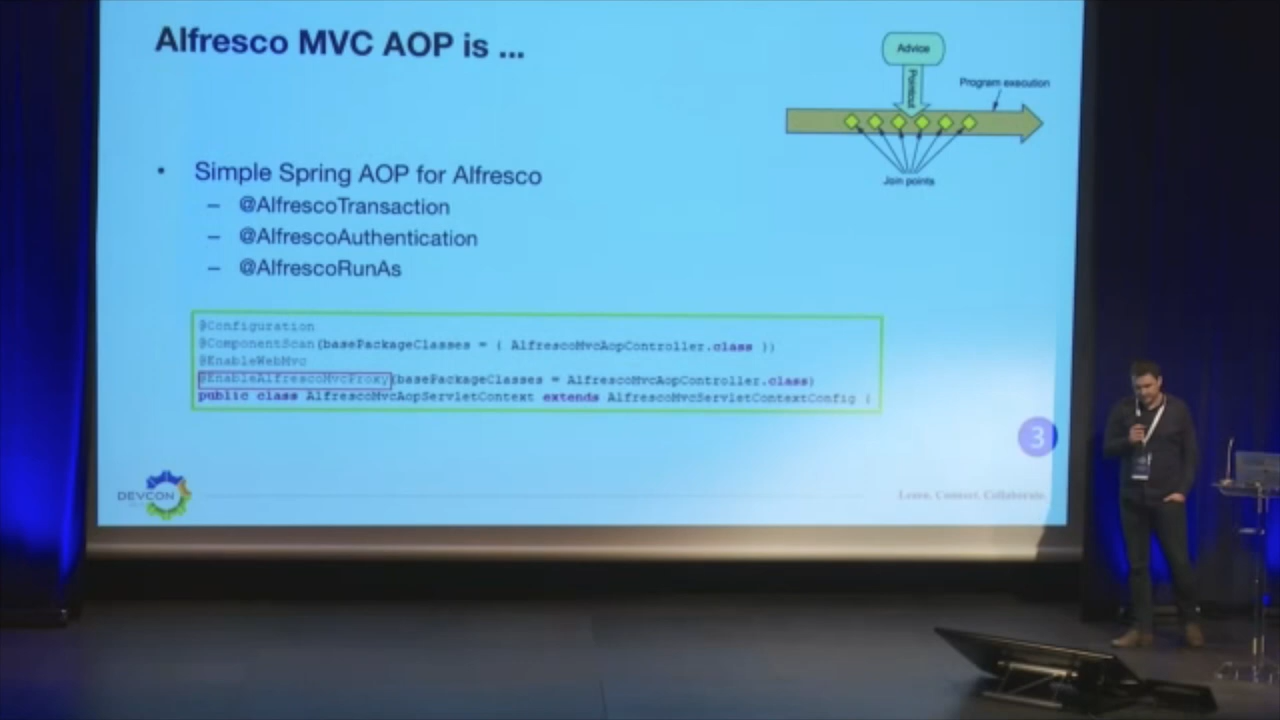 Alfresco MVC AOP is ...
Advice
Pointcut
Program execution
Join points
• Simple Spring AOP for Alfresco
– @AlfrescoTransaction
– @AlfrescoAuthentication
– @AlfrescoRunAs
@Configuration
@ComponentScan(basePackageClasses = { AlfrescoMvcAopController.class })
@EnableWebMvc
@EnableAlfrescoMvcProxy(basePackageClasses = AlfrescoMvcAopController.class)
public class AlfrescoMvcAopServletContext extends AlfrescoMvcServletContextConfig {
3
DEVCON
Learn. Connect. Collaborate.